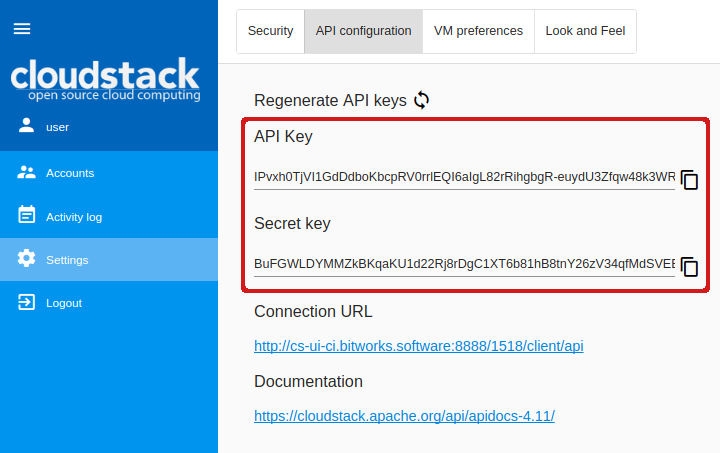 Security
API configuration
VM preferences
Look and Feel
cloudstack
open source cloud computing
user
Accounts
Activity log
Settings
Logout
Regenerate API keys
API Key
IPvxh0TjVI1GdDdboKbcpRV0rrlEQI6aIgL82rRihgbgR-euydU3Zfqw48k3WR
Secret key
BuFGWLDYMMZkBKqaKU1d22Rj8rDgC1XT6b81hB8tnY26zV34qfMdSVEE
Connection URL
http://cs-ui-ci.bitworks.software:8888/1518/client/api
Documentation
https://cloudstack.apache.org/api/apidocs-4.11/